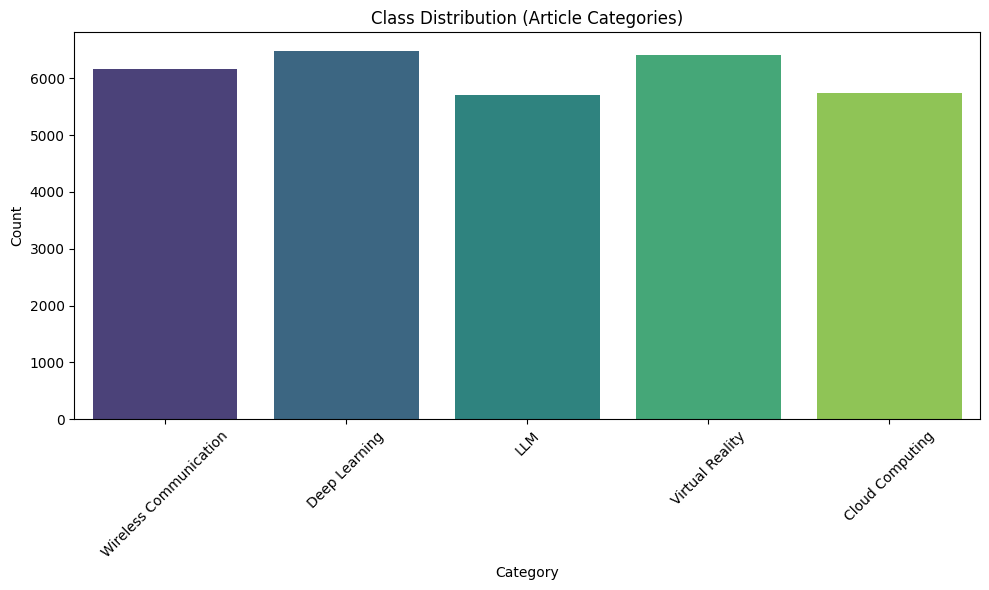 Class Distribution (Article Categories)
Count
6000
5000
4000
3000
2000
1000
0
Wireless Communication
Deep Learning
LLM
Virtual Reality
Cloud Computing
Category